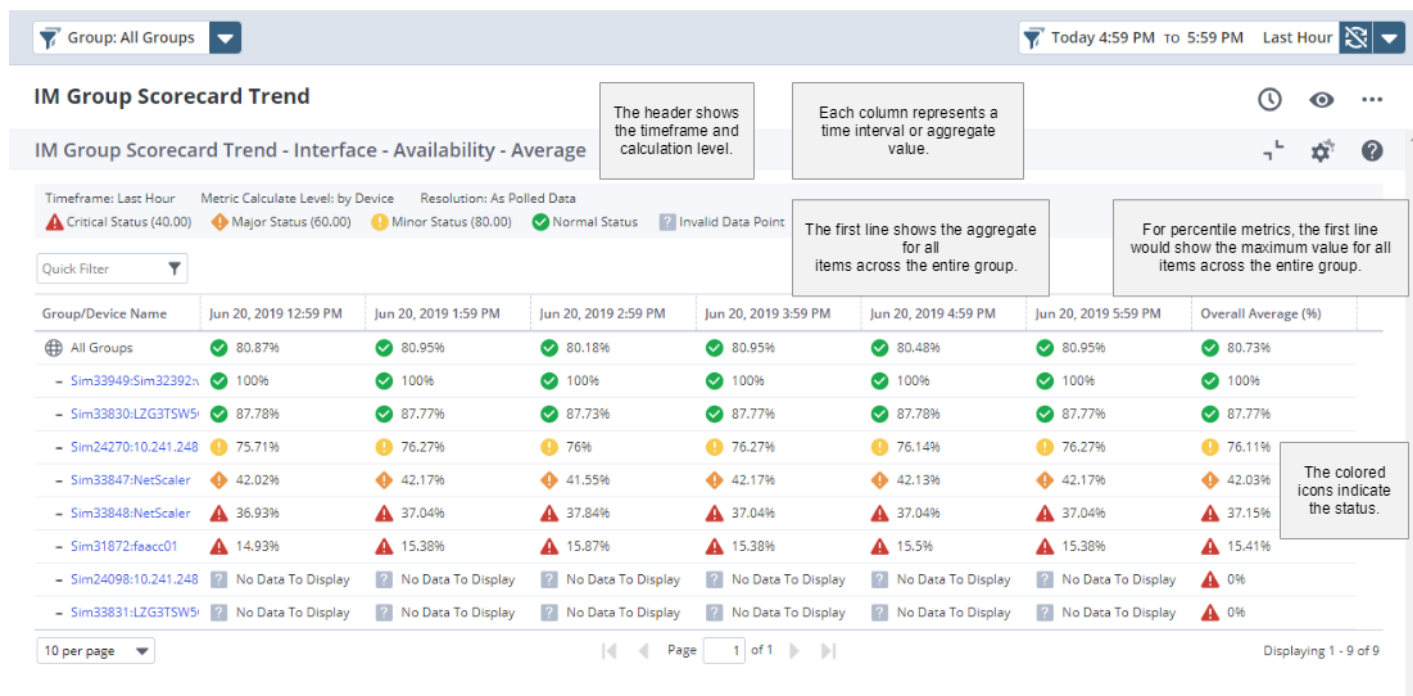 Group: All Groups
Today 4:59 PM TO 5:59 PM Last Hour
IM Group Scorecard Trend
The header shows
the timeframe and
calculation level.
Each column represents a
time interval or aggregate
value.
IM Group Scorecard Trend - Interface - Availability - Average
Timeframe: Last Hour Metric Calculate Level: by Device Resolution: As Polled Data
Critical Status (40.00) Major Status (60.00) Minor Status (80.00) Normal Status Invalid Data Point
The first line shows the aggregate
for all
items across the entire group.
For percentile metrics, the first line
would show the maximum value for all
items across the entire group.
Quick Filter
Group/Device Name Jun 20, 2019 12:59 PM Jun 20, 2019 1:59 PM Jun 20, 2019 2:59 PM Jun 20, 2019 3:59 PM Jun 20, 2019 4:59 PM Jun 20, 2019 5:59 PM Overall Average (%)
All Groups 80.87% 80.95% 80.18% 80.95% 80.48% 80.95% 80.73%
Sim33949:Sim32392: 100% 100% 100% 100% 100% 100% 100%
Sim33830:LZG3TSW5 87.78% 87.77% 87.73% 87.77% 87.78% 87.77% 87.77%
Sim24270:10.241.248 75.71% 76.27% 76% 76.27% 76.14% 76.27% 76.11%
Sim33847:NetScaler 42.02% 42.17% 41.55% 42.17% 42.13% 42.17% 42.03%
Sim33848:NetScaler 36.93% 37.04% 37.84% 37.04% 37.04% 37.04% 37.15%
Sim31872:faacc01 14.93% 15.38% 15.87% 15.38% 15.5% 15.38% 15.41%
Sim24098:10.241.248 No Data To Display No Data To Display No Data To Display No Data To Display No Data To Display No Data To Display 0%
Sim33831:LZG3TSW5 No Data To Display No Data To Display No Data To Display No Data To Display No Data To Display No Data To Display 0%
The colored
icons indicate
the status.
10 per page
Page 1 of 1
Displaying 1 - 9 of 9